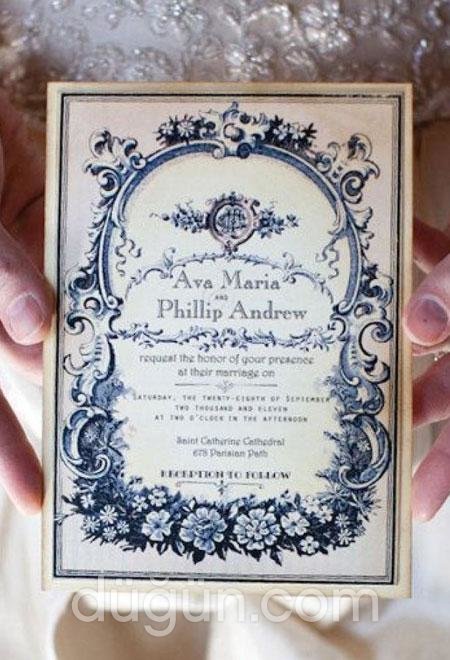 Ava Maria
AND
Phillip Andrew
request the honor of your presence
at their marriage on
SATURDAY, THE TWENTY-EIGHTH OF SEPTEMBER
TWO THOUSAND AND ELEVEN
AT TWO O'CLOCK IN THE AFTERNOON
Saint Catherine Cathedral
678 Parisian Path
RECEPTION TO FOLLOW
düğün.com